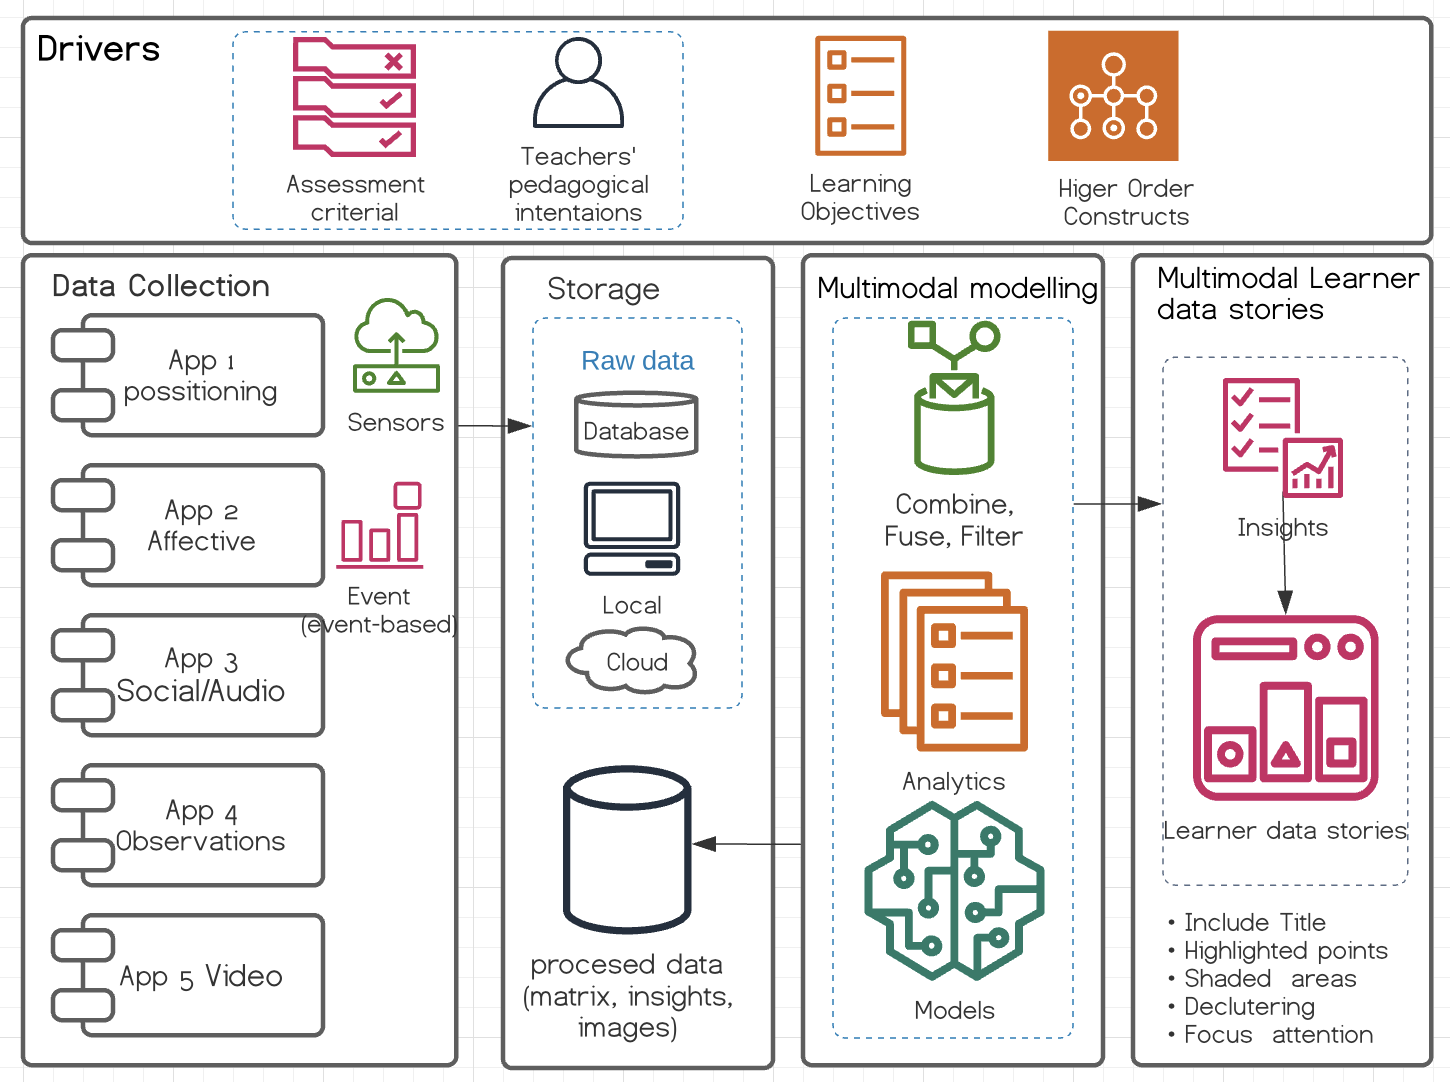 Drivers
Assessment
criterial
Teachers'
pedagogical
intentaions
Learning
Objectives
Higer Order
Constructs
Data Collection
App 1
possitioning
Sensors
App 2
Affective
Event
(event-based)
App 3
Social/Audio
App 4
Observations
App 5 Video
Storage
Raw data
Database
Local
Cloud
procesed data
(matrix, insights,
images)
Multimodal modelling
Combine,
Fuse, Filter
Analytics
Models
Multimodal Learner
data stories
Insights
Learner data stories
• Include Title
• Highlighted points
• Shaded areas
• Declutering
• Focus attention